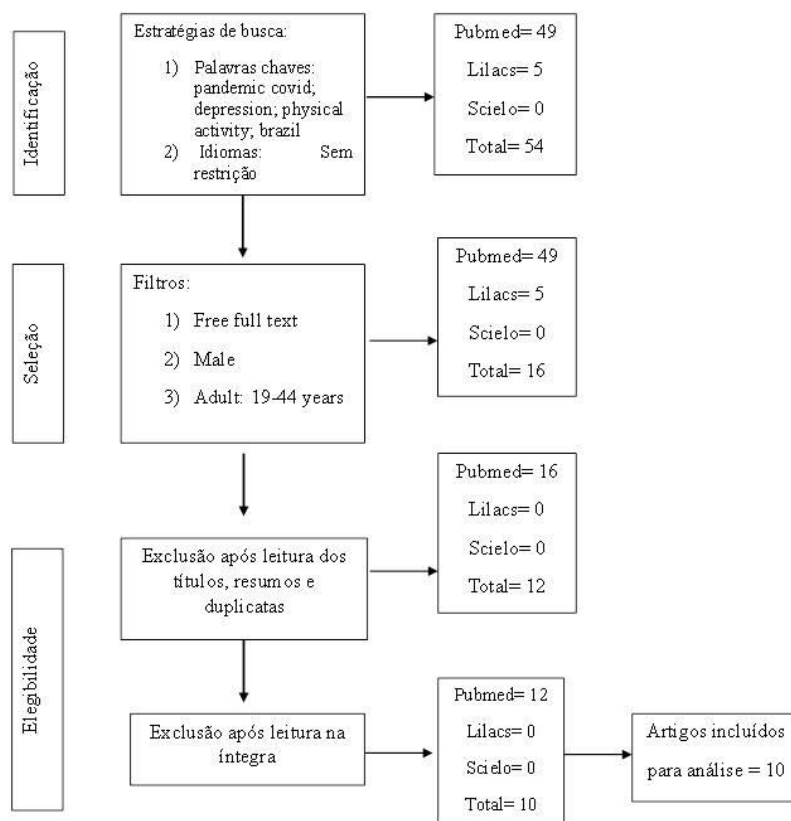 Identificação
Estratégias de busca:
1) Palavras chaves:
pandemic covid;
depression; physical
activity; brazil
2) Idiomas: Sem
restrição
Pubmed= 49
Lilacs= 5
Scielo= 0
Total= 54
Seleção
Filtros:
1) Free full text
2) Male
3) Adult: 19-44 years
Pubmed= 49
Lilacs= 5
Scielo= 0
Total= 16
Elegibilidade
Exclusão após leitura dos
títulos, resumos e
duplicatas
Pubmed= 16
Lilacs= 0
Scielo= 0
Total= 12
Exclusão após leitura na
íntegra
Pubmed= 12
Lilacs= 0
Scielo= 0
Total= 10
Artigos incluídos
para análise = 10